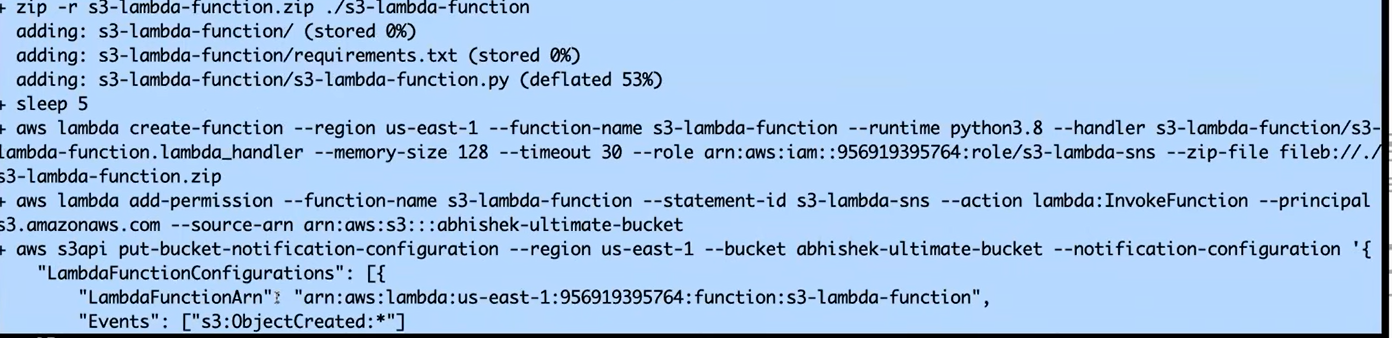 + zip -r s3-lambda-function.zip ./s3-lambda-function
  adding: s3-lambda-function/ (stored 0%)
  adding: s3-lambda-function/requirements.txt (stored 0%)
  adding: s3-lambda-function/s3-lambda-function.py (deflated 53%)
+ sleep 5
+ aws lambda create-function --region us-east-1 --function-name s3-lambda-function --runtime python3.8 --handler s3-lambda-function/s3-
lambda-function.lambda_handler --memory-size 128 --timeout 30 --role arn:aws:iam::956919395764:role/s3-lambda-sns --zip-file fileb://./
s3-lambda-function.zip
+ aws lambda add-permission --function-name s3-lambda-function --statement-id s3-lambda-sns --action lambda:InvokeFunction --principal
s3.amazonaws.com --source-arn arn:aws:s3:::abhishek-ultimate-bucket
+ aws s3api put-bucket-notification-configuration --region us-east-1 --bucket abhishek-ultimate-bucket --notification-configuration '{
    "LambdaFunctionConfigurations": [{
        "LambdaFunctionArn": "arn:aws:lambda:us-east-1:956919395764:function:s3-lambda-function",
        "Events": ["s3:ObjectCreated:*"]